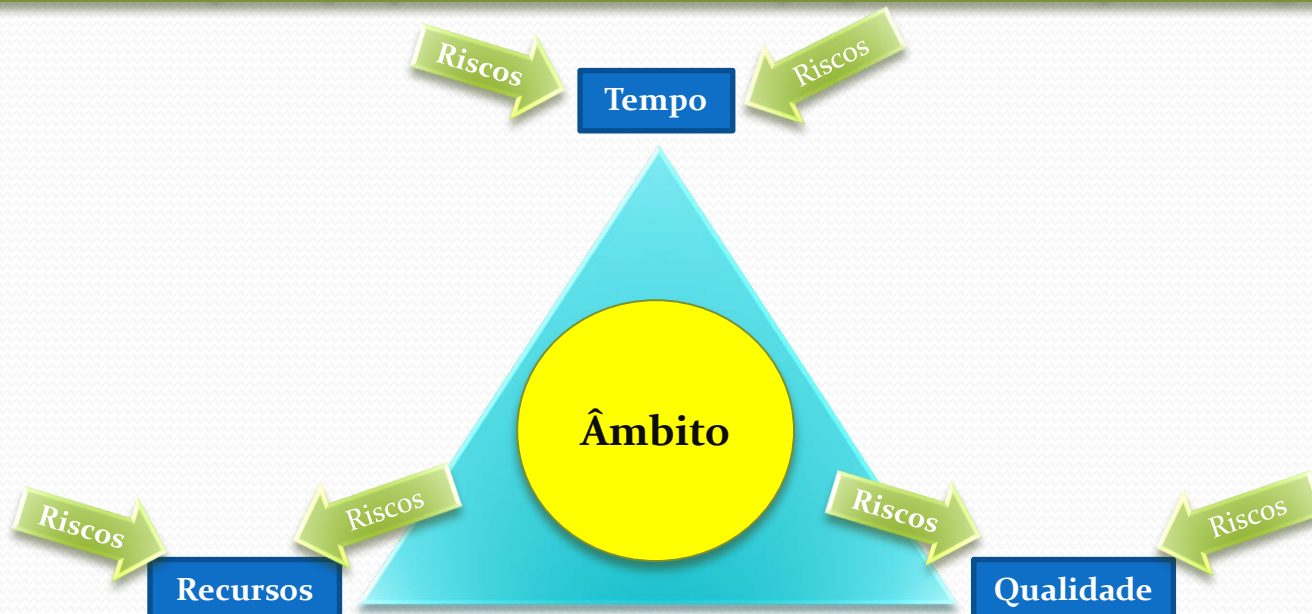 Riscos
Riscos
Tempo
Âmbito
Riscos
Riscos
Riscos
Riscos
Recursos
Qualidade